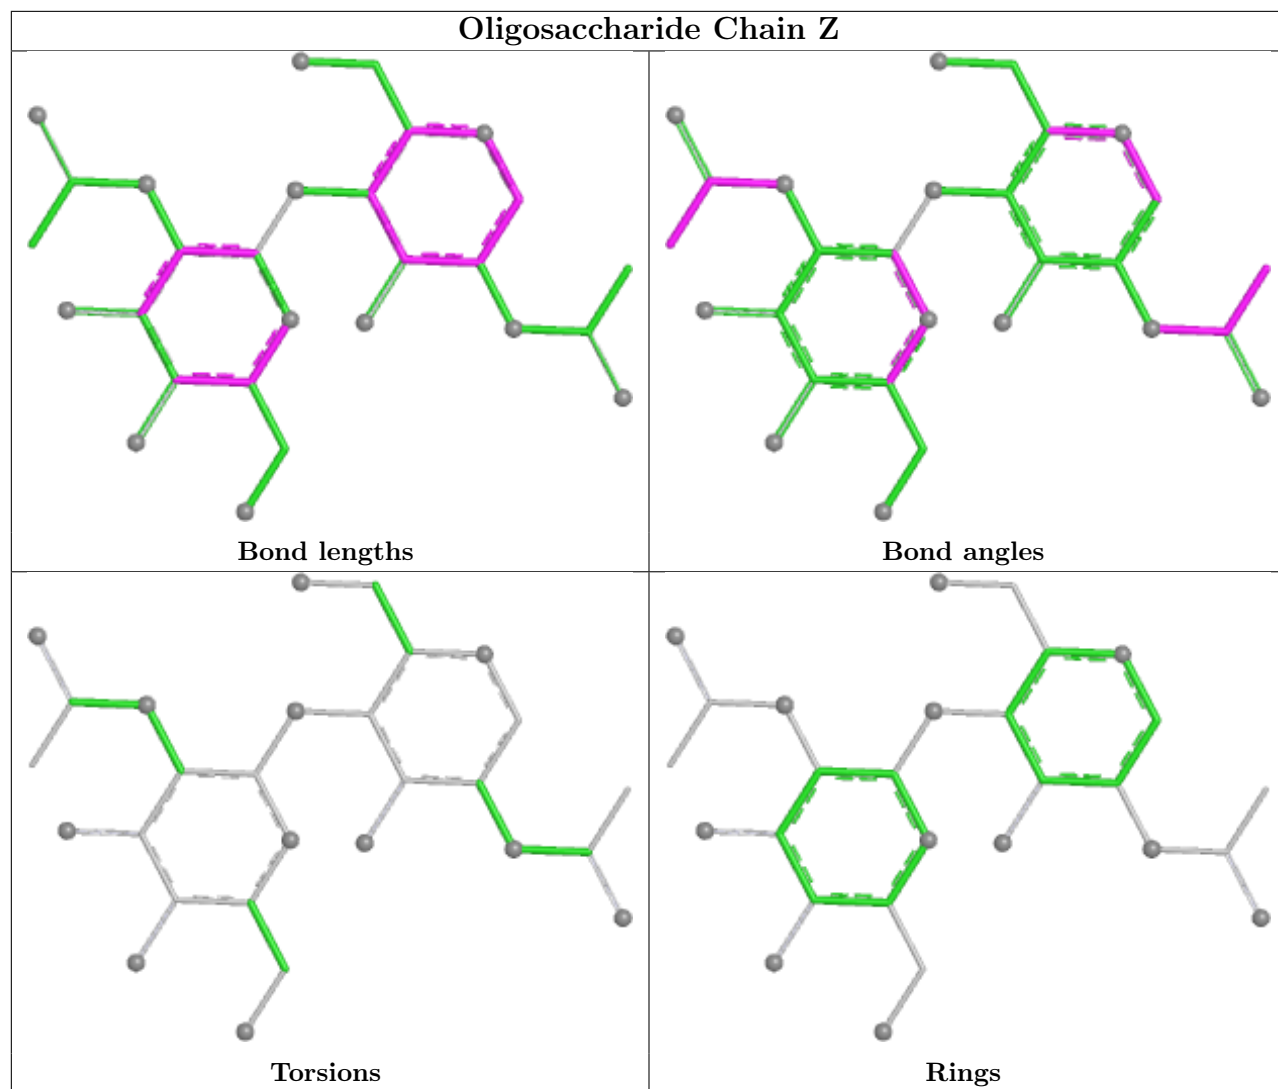 Oligosaccharide Chain Z
Bond lengths
Bond angles
Torsions
Rings